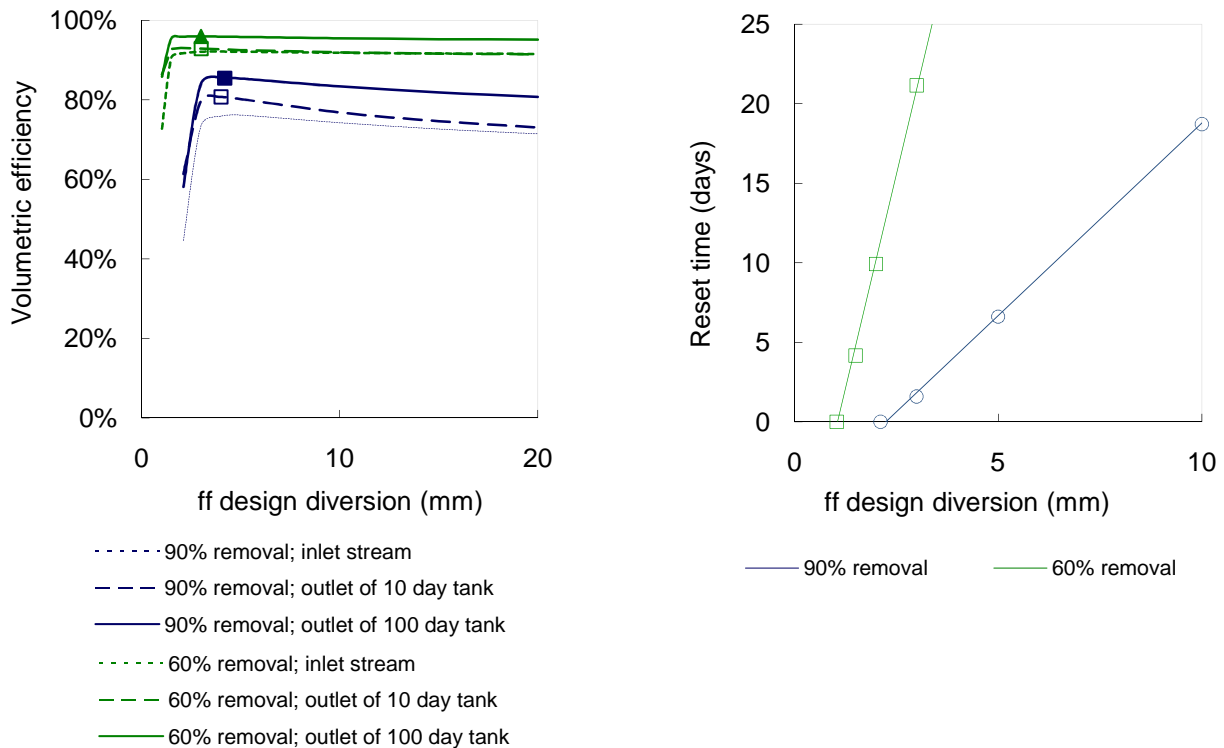 Volumetric efficiency
100%
80%
60%
40%
20%
0%
0
10
20
ff design diversion (mm)
90% removal; inlet stream
90% removal; outlet of 10 day tank
90% removal; outlet of 100 day tank
60% removal; inlet stream
60% removal; outlet of 10 day tank
60% removal; outlet of 100 day tank
Reset time (days)
25
20
15
10
5
0
0
5
10
ff design diversion (mm)
90% removal
60% removal